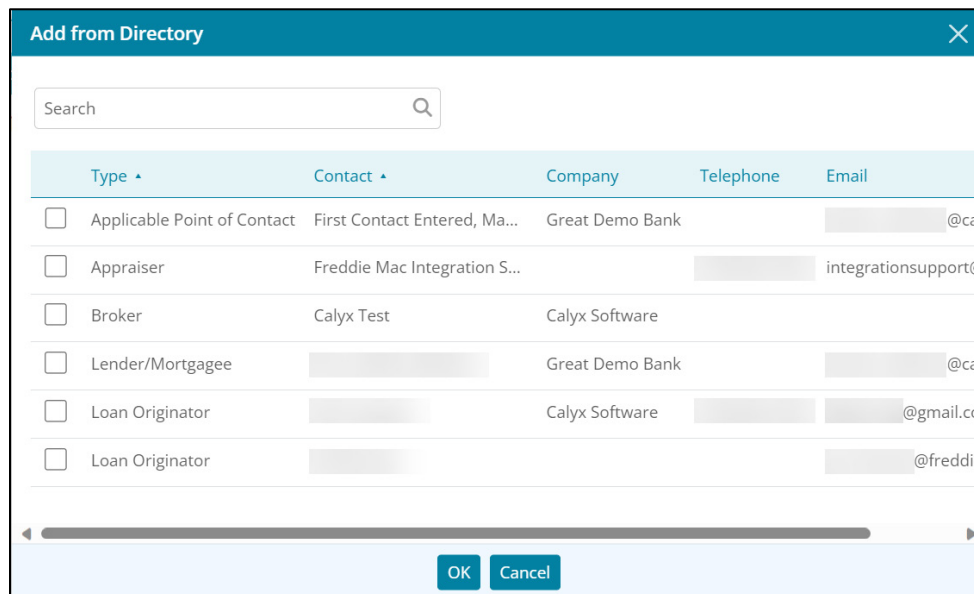 Add from Directory
Search
Type Contact Company Telephone Email
Applicable Point of Contact First Contact Entered, Ma... Great Demo Bank @ca
Appraiser Freddie Mac Integration S... integrationsupport@
Broker Calyx Test Calyx Software
Lender/Mortgagee Great Demo Bank @ca
Loan Originator Calyx Software @gmail.co
Loan Originator @freddi
OK Cancel